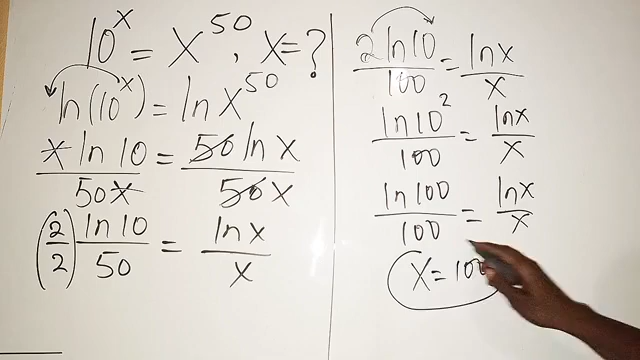 10^x = x^50, x=?
ln(10^x) = ln x^50
x ln 10 / 50x = 50 ln x / 50x
(2/2) ln 10 / 50 = ln x / x
2 ln 10 / 100 = ln x / x
ln 10^2 / 100 = ln x / x
ln 100 / 100 = ln x / x
x = 100